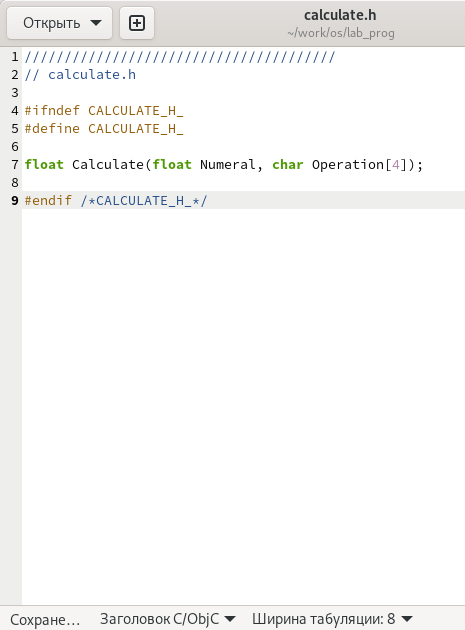 Открыть
calculate.h
~/work/os/lab_prog
1 ///////////////////////////////////////
2 // calculate.h
3
4 #ifndef CALCULATE_H_
5 #define CALCULATE_H_
6
7 float Calculate(float Numeral, char Operation[4]);
8
9 #endif /*CALCULATE_H_*/
Сохране… Заголовок C/ObjC Ширина табуляции: 8